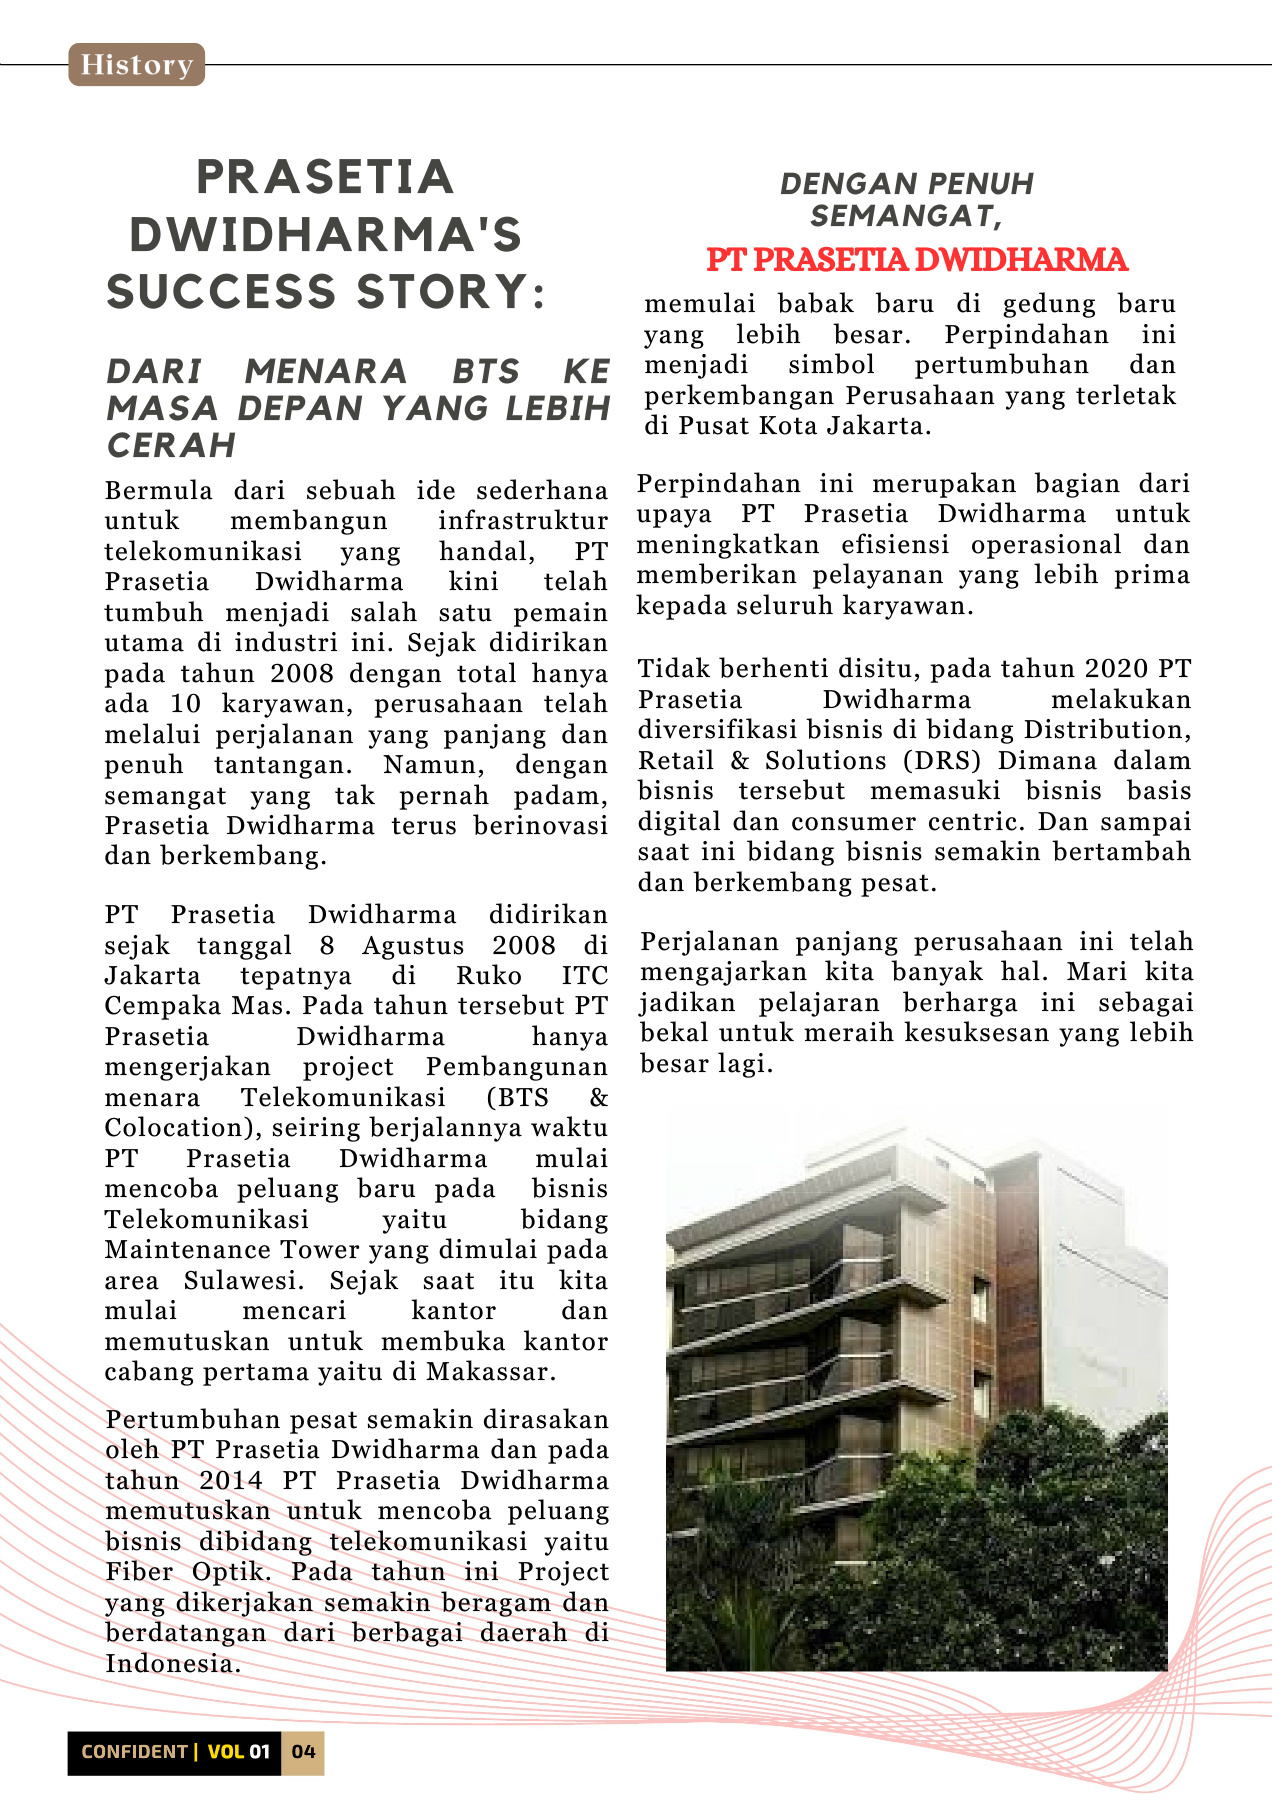 History
PRASETIA
DWIDHARMA'S
SUCCESS STORY:
DARI MENARA BTS KE
MASA DEPAN YANG LEBIH
CERAH
Bermula dari sebuah ide sederhana
untuk membangun infrastruktur
telekomunikasi yang handal, PT
Prasetia Dwidharma kini telah
tumbuh menjadi salah satu pemain
utama di industri ini. Sejak didirikan
pada tahun 2008 dengan total hanya
ada 10 karyawan, perusahaan telah
melalui perjalanan yang panjang dan
penuh tantangan. Namun, dengan
semangat yang tak pernah padam,
Prasetia Dwidharma terus berinovasi
dan berkembang.
PT Prasetia Dwidharma didirikan
sejak tanggal 8 Agustus 2008 di
Jakarta tepatnya di Ruko ITC
Cempaka Mas. Pada tahun tersebut PT
Prasetia Dwidharma hanya
mengerjakan project Pembangunan
menara Telekomunikasi (BTS &
Colocation), seiring berjalannya waktu
PT Prasetia Dwidharma mulai
mencoba peluang baru pada bisnis
Telekomunikasi yaitu bidang
Maintenance Tower yang dimulai pada
area Sulawesi. Sejak saat itu kita
mulai mencari kantor dan
memutuskan untuk membuka kantor
cabang pertama yaitu di Makassar.
Pertumbuhan pesat semakin dirasakan
oleh PT Prasetia Dwidharma dan pada
tahun 2014 PT Prasetia Dwidharma
memutuskan untuk mencoba peluang
bisnis dibidang telekomunikasi yaitu
Fiber Optik. Pada tahun ini Project
yang dikerjakan semakin beragam dan
berdatangan dari berbagai daerah di
Indonesia.
DENGAN PENUH
SEMANGAT,
PT PRASETIA DWIDHARMA
memulai babak baru di gedung baru
yang lebih besar. Perpindahan ini
menjadi simbol pertumbuhan dan
perkembangan Perusahaan yang terletak
di Pusat Kota Jakarta.
Perpindahan ini merupakan bagian dari
upaya PT Prasetia Dwidharma untuk
meningkatkan efisiensi operasional dan
memberikan pelayanan yang lebih prima
kepada seluruh karyawan.
Tidak berhenti disitu, pada tahun 2020 PT
Prasetia Dwidharma melakukan
diversifikasi bisnis di bidang Distribution,
Retail & Solutions (DRS) Dimana dalam
bisnis tersebut memasuki bisnis basis
digital dan consumer centric. Dan sampai
saat ini bidang bisnis semakin bertambah
dan berkembang pesat.
Perjalanan panjang perusahaan ini telah
mengajarkan kita banyak hal. Mari kita
jadikan pelajaran berharga ini sebagai
bekal untuk meraih kesuksesan yang lebih
besar lagi.
CONFIDENT | VOL 01 04